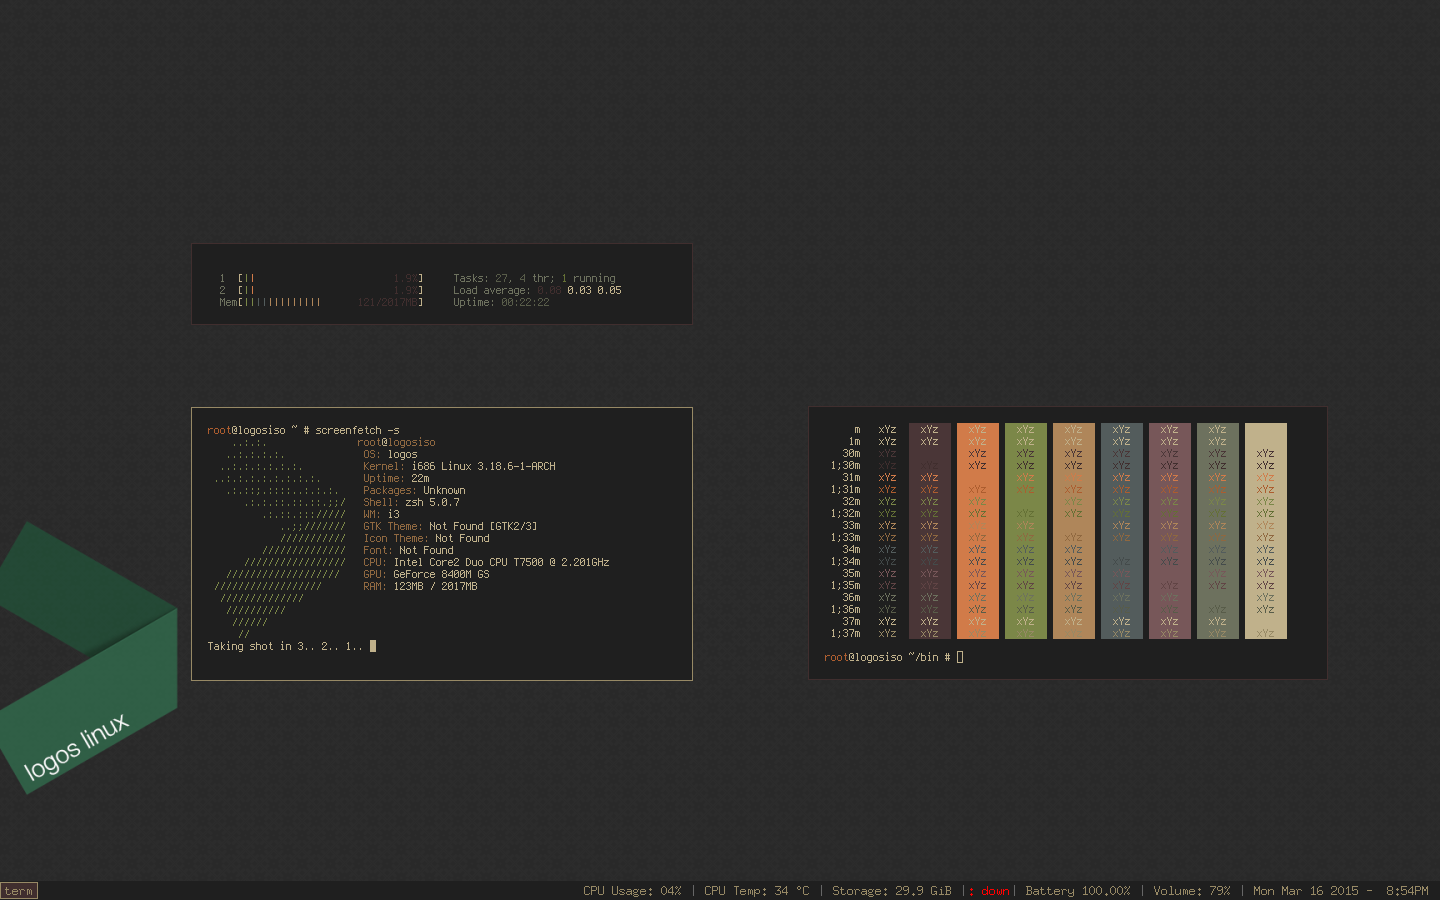 1 [|| 1.9%] Tasks: 27, 4 thr; 1 running
2 [|| 1.9%] Load average: 0.00 0.03 0.05
Mem[||||||||||||| 121/2017MB] Uptime: 00:22:22
root@logosiso ~ # screenfetch -s
root@logosiso
OS: logos
Kernel: i686 Linux 3.18.6-1-ARCH
Uptime: 22m
Packages: Unknown
Shell: zsh 5.0.7
WM: i3
GTK Theme: Not Found [GTK2/3]
Icon Theme: Not Found
Font: Not Found
CPU: Intel Core2 Duo CPU T7500 @ 2.201GHz
GPU: GeForce 8400M GS
RAM: 123MB / 2017MB
Taking shot in 3.. 2.. 1..
m xYz xYz xYz xYz xYz xYz xYz xYz
1m xYz xYz xYz xYz xYz xYz xYz xYz
30m xYz xYz xYz xYz xYz xYz xYz xYz
1;30m xYz xYz xYz xYz xYz xYz xYz xYz
31m xYz xYz xYz xYz xYz xYz xYz xYz
1;31m xYz xYz xYz xYz xYz xYz xYz xYz xYz
32m xYz xYz xYz xYz xYz xYz xYz xYz
1;32m xYz xYz xYz xYz xYz xYz xYz xYz xYz
33m xYz xYz xYz xYz xYz xYz xYz xYz
1;33m xYz xYz xYz xYz xYz xYz xYz xYz xYz
34m xYz xYz xYz xYz xYz xYz xYz xYz
1;34m xYz xYz xYz xYz xYz xYz xYz xYz xYz
35m xYz xYz xYz xYz xYz xYz xYz xYz
1;35m xYz xYz xYz xYz xYz xYz xYz xYz xYz
36m xYz xYz xYz xYz xYz xYz xYz xYz
1;36m xYz xYz xYz xYz xYz xYz xYz xYz xYz
37m xYz xYz xYz xYz xYz xYz xYz xYz
1;37m xYz xYz xYz xYz xYz xYz xYz xYz xYz
root@logosiso ~/bin #
logos linux
term
CPU Usage: 04% | CPU Temp: 34 °C | Storage: 29.9 GiB |: down| Battery 100.00% | Volume: 79% | Mon Mar 16 2015 - 8:54PM